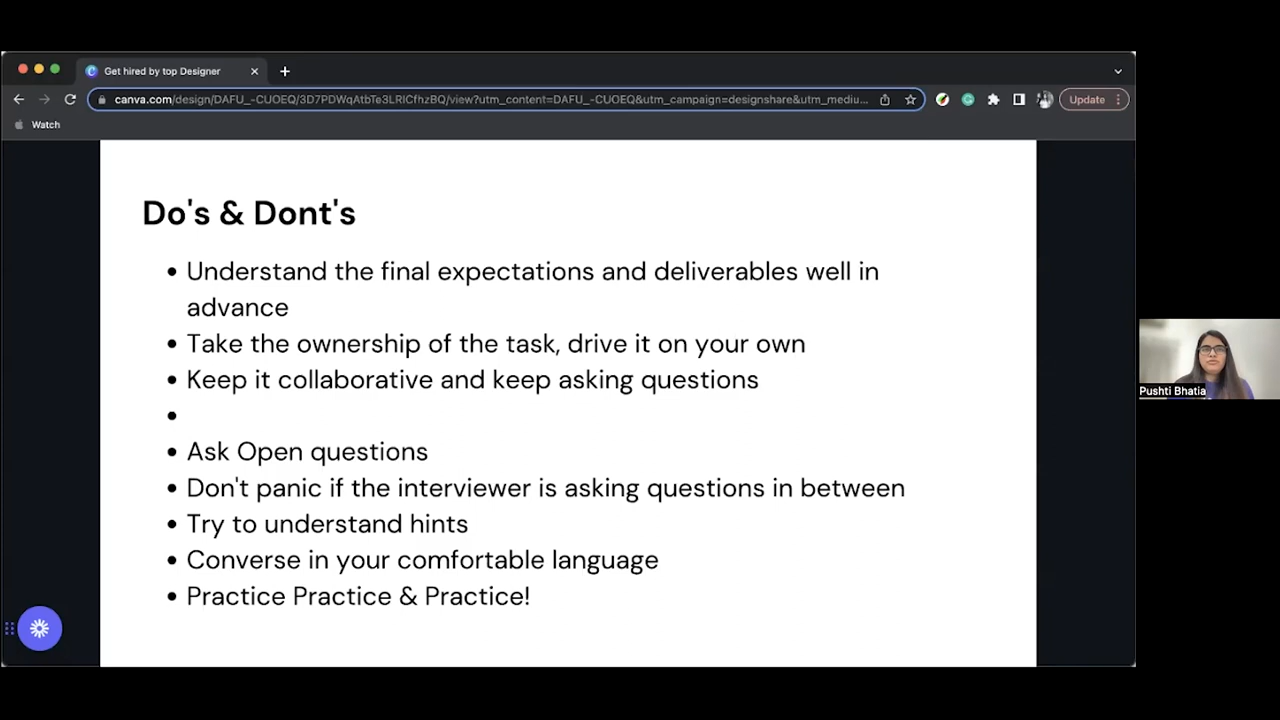 Get hired by top Designer
canva.com/design/DAFU_-CUOEQ/3D7PDWqAtbTe3LRICfhzBQ/view?utm_content=DAFU_-CUOEQ&utm_campaign=designshare&utm_mediu...
Update
Watch
Do's & Dont's
• Understand the final expectations and deliverables well in
advance
• Take the ownership of the task, drive it on your own
• Keep it collaborative and keep asking questions
•
• Ask Open questions
• Don't panic if the interviewer is asking questions in between
• Try to understand hints
• Converse in your comfortable language
• Practice Practice & Practice!
Pushti Bhatia